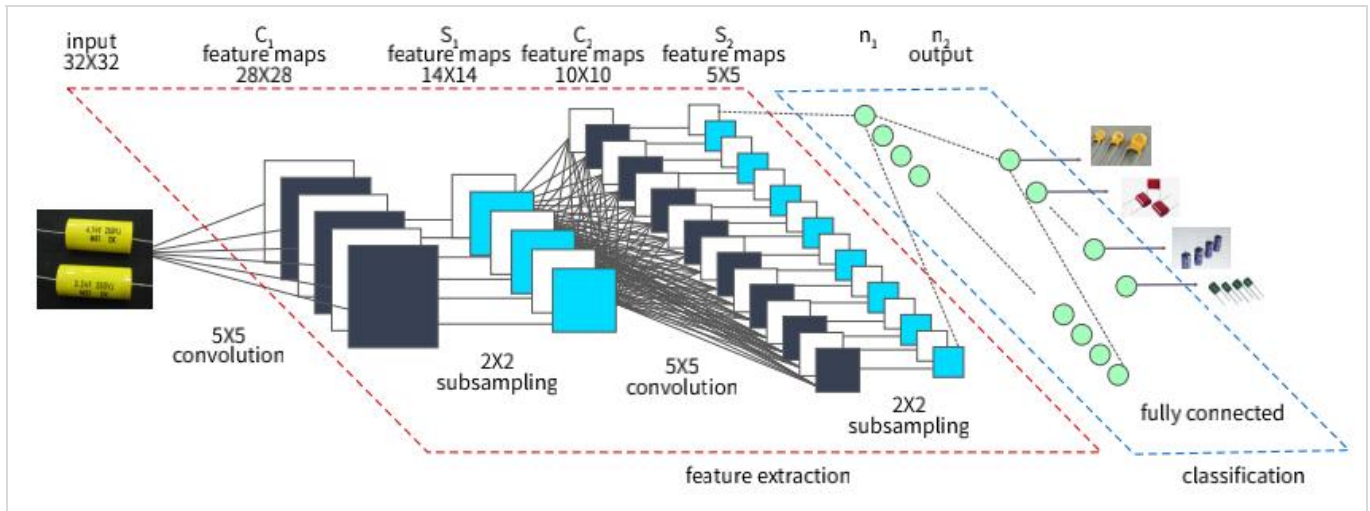 input
32X32
C1
feature maps
28X28
S1
feature maps
14X14
C2
feature maps
10X10
S2
feature maps
5X5
n1
n2
output
5X5
convolution
2X2
subsampling
5X5
convolution
2X2
subsampling
fully connected
feature extraction
classification